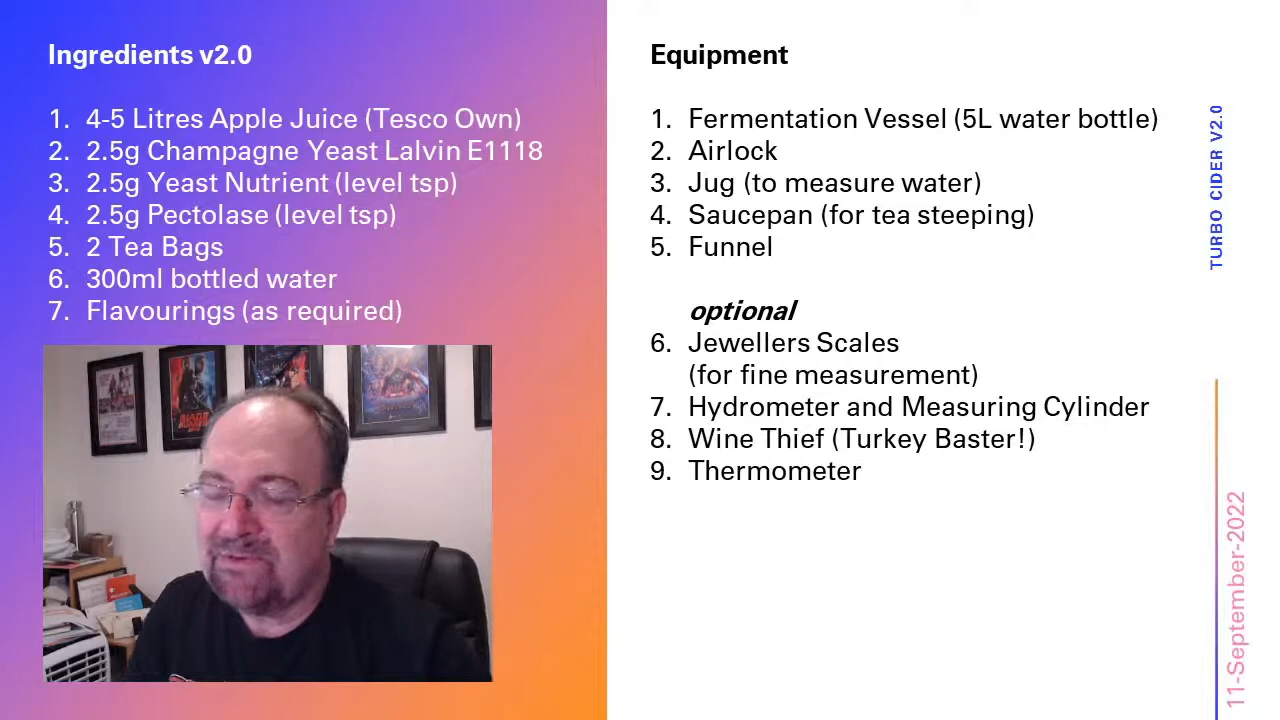 Ingredients v2.0
1. 4-5 Litres Apple Juice (Tesco Own)
2. 2.5g Champagne Yeast Lalvin E1118
3. 2.5g Yeast Nutrient (level tsp)
4. 2.5g Pectolase (level tsp)
5. 2 Tea Bags
6. 300ml bottled water
7. Flavourings (as required)
Equipment
1. Fermentation Vessel (5L water bottle)
2. Airlock
3. Jug (to measure water)
4. Saucepan (for tea steeping)
5. Funnel
optional
6. Jewellers Scales
(for fine measurement)
7. Hydrometer and Measuring Cylinder
8. Wine Thief (Turkey Baster!)
9. Thermometer
TURBO CIDER V2.0
11-September-2022